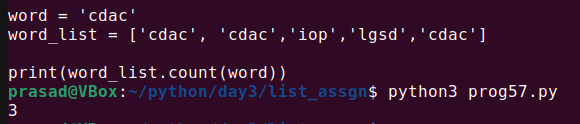 word = 'cdac'
word_list = ['cdac', 'cdac','iop','lgsd','cdac']
print(word_list.count(word))
prasad@VBox:~/python/day3/list_assgn$ python3 prog57.py
3